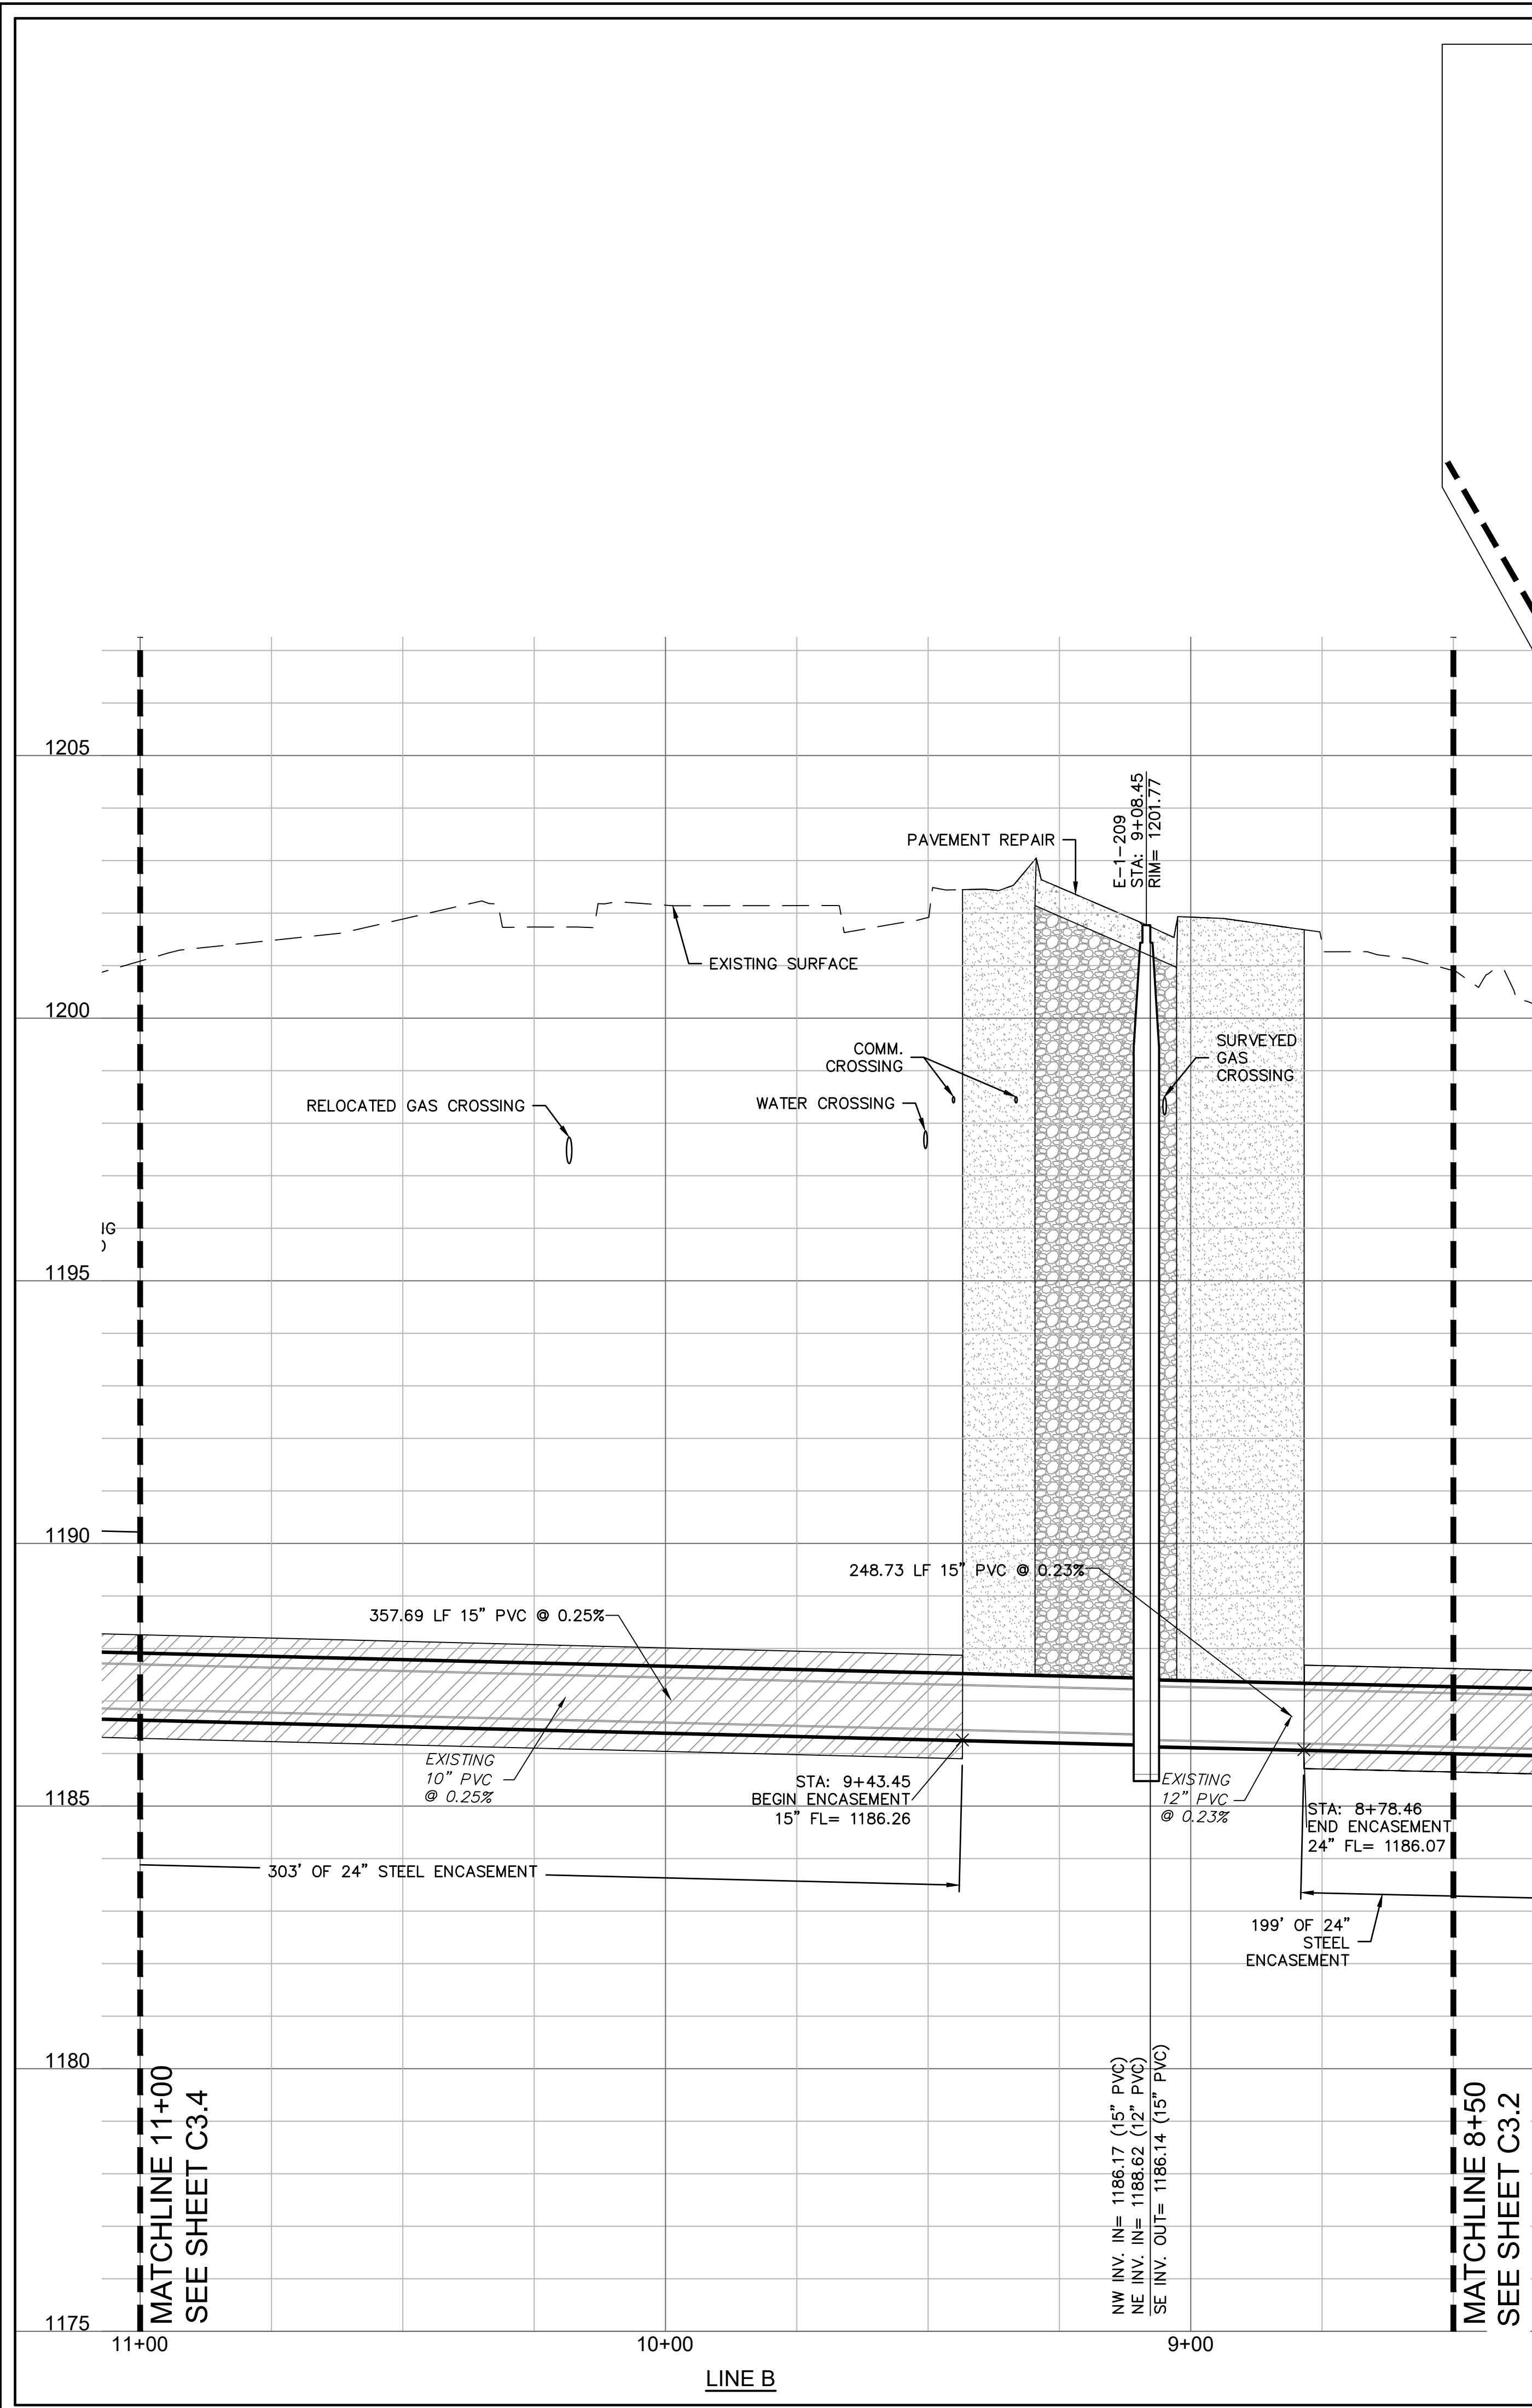 1205
1200
1195
1190
1185
1180
1175
11+00
10+00
9+00
LINE B
MATCHLINE 11+00
SEE SHEET C3.4
MATCHLINE 8+50
SEE SHEET C3.2
E-1-209
STA: 9+08.45
RIM= 1201.77
PAVEMENT REPAIR
EXISTING SURFACE
COMM.
CROSSING
WATER CROSSING
RELOCATED GAS CROSSING
SURVEYED
GAS
CROSSING
248.73 LF 15" PVC @ 0.23%
357.69 LF 15" PVC @ 0.25%
EXISTING
10" PVC
@ 0.25%
STA: 9+43.45
BEGIN ENCASEMENT
15" FL= 1186.26
EXISTING
12" PVC
@ 0.23%
STA: 8+78.46
END ENCASEMENT
24" FL= 1186.07
303' OF 24" STEEL ENCASEMENT
199' OF 24"
STEEL
ENCASEMENT
NW INV. IN= 1186.17 (15" PVC)
NE INV. IN= 1188.62 (12" PVC)
SE INV. OUT= 1186.14 (15" PVC)